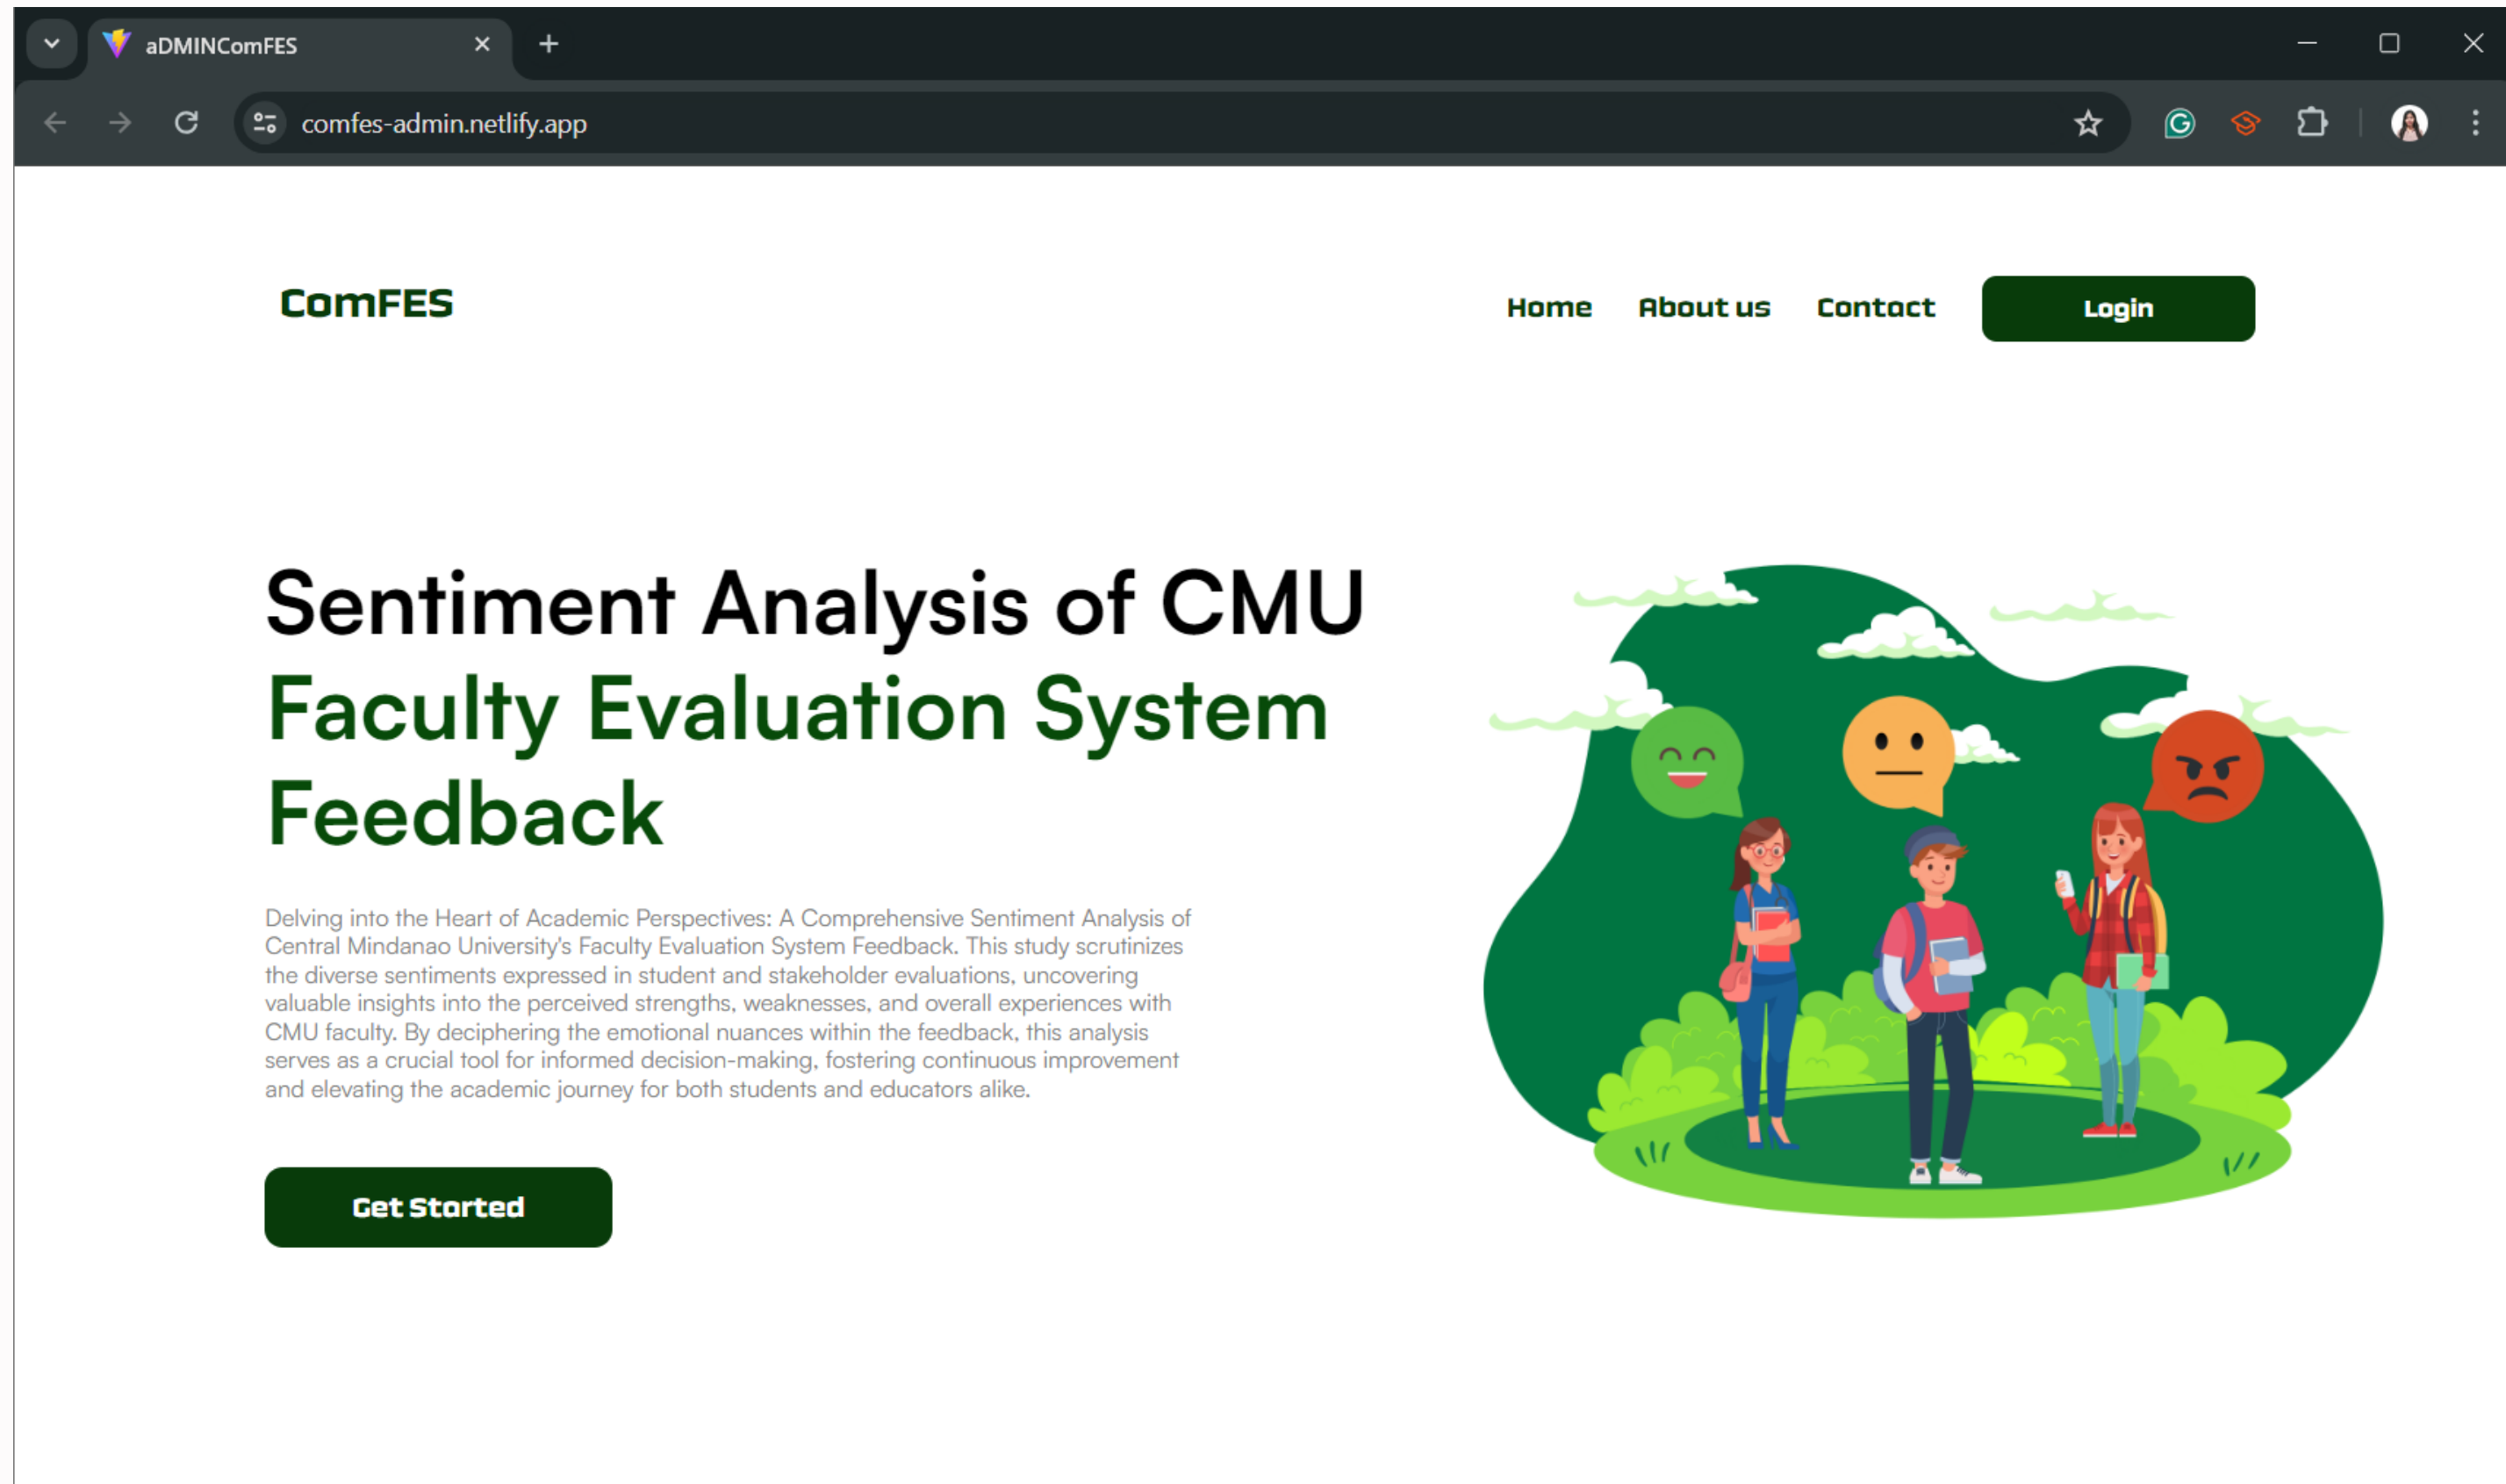 aDMINComFES
comfes-admin.netlify.app
ComFES
Home About us Contact Login
Sentiment Analysis of CMU
Faculty Evaluation System
Feedback
Delving into the Heart of Academic Perspectives: A Comprehensive Sentiment Analysis of
Central Mindanao University's Faculty Evaluation System Feedback. This study scrutinizes
the diverse sentiments expressed in student and stakeholder evaluations, uncovering
valuable insights into the perceived strengths, weaknesses, and overall experiences with
CMU faculty. By deciphering the emotional nuances within the feedback, this analysis
serves as a crucial tool for informed decision-making, fostering continuous improvement
and elevating the academic journey for both students and educators alike.
Get Started